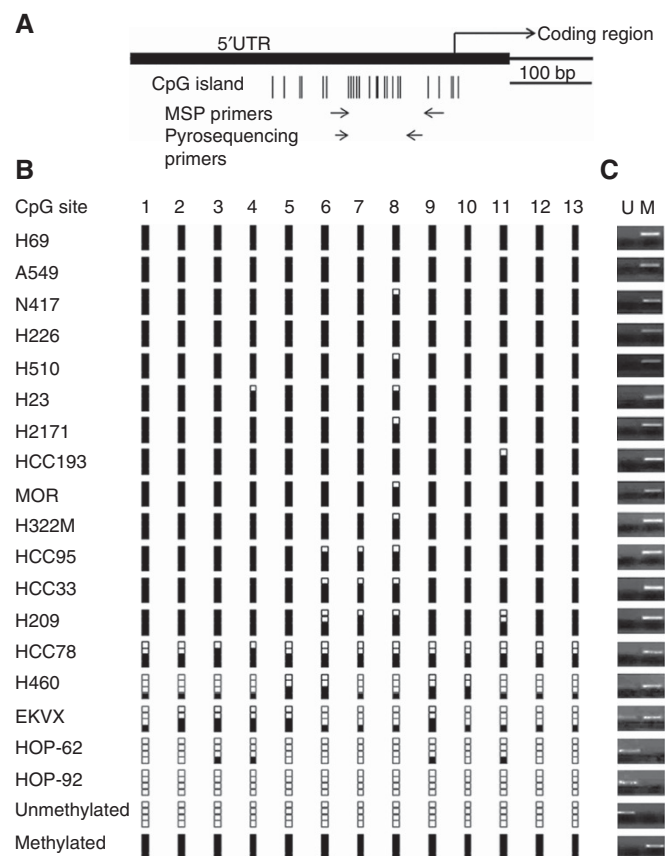 A
5′UTR
Coding region
100 bp
CpG island
MSP primers
Pyrosequencing
primers
B
C
CpG site 1 2 3 4 5 6 7 8 9 10 11 12 13
U M
H69
A549
N417
H226
H510
H23
H2171
HCC193
MOR
H322M
HCC95
HCC33
H209
HCC78
H460
EKVX
HOP-62
HOP-92
Unmethylated
Methylated